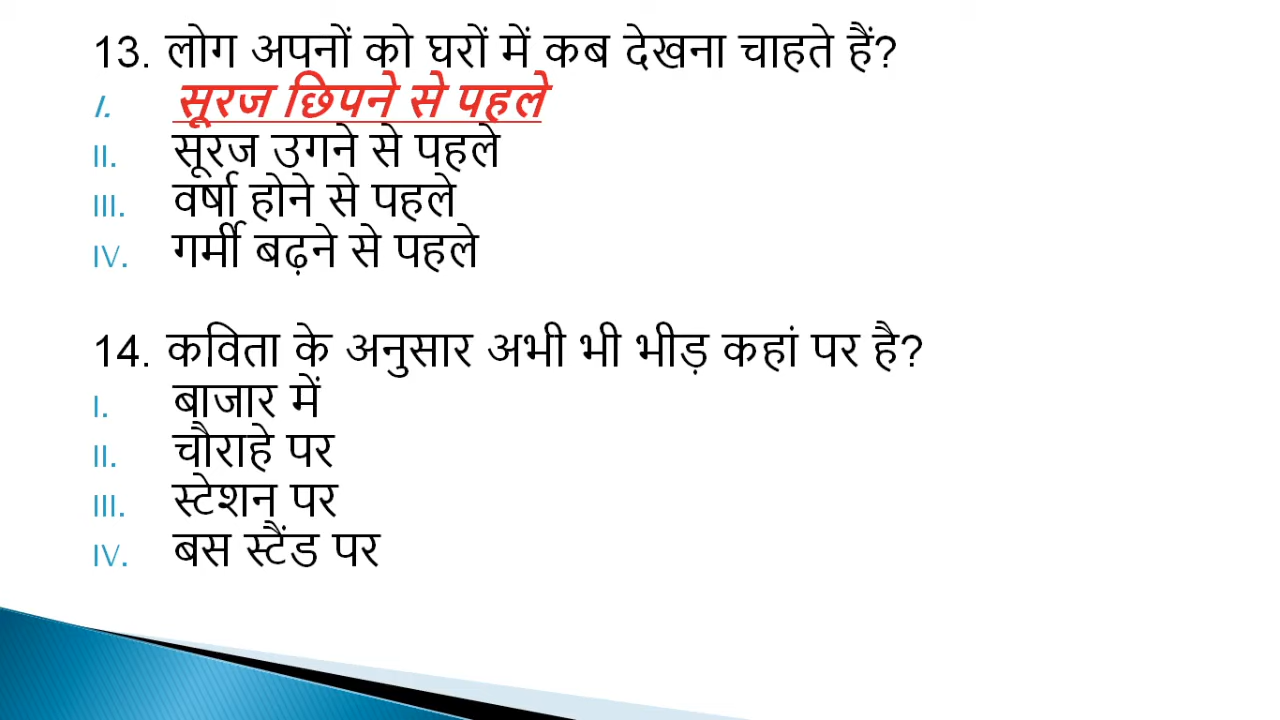 13. लोग अपनों को घरों में कब देखना चाहते हैं?
I. सूरज छिपने से पहले
II. सूरज उगने से पहले
III. वर्षा होने से पहले
IV. गर्मी बढ़ने से पहले
14. कविता के अनुसार अभी भी भीड़ कहां पर है?
I. बाजार में
II. चौराहे पर
III. स्टेशन पर
IV. बस स्टैंड पर